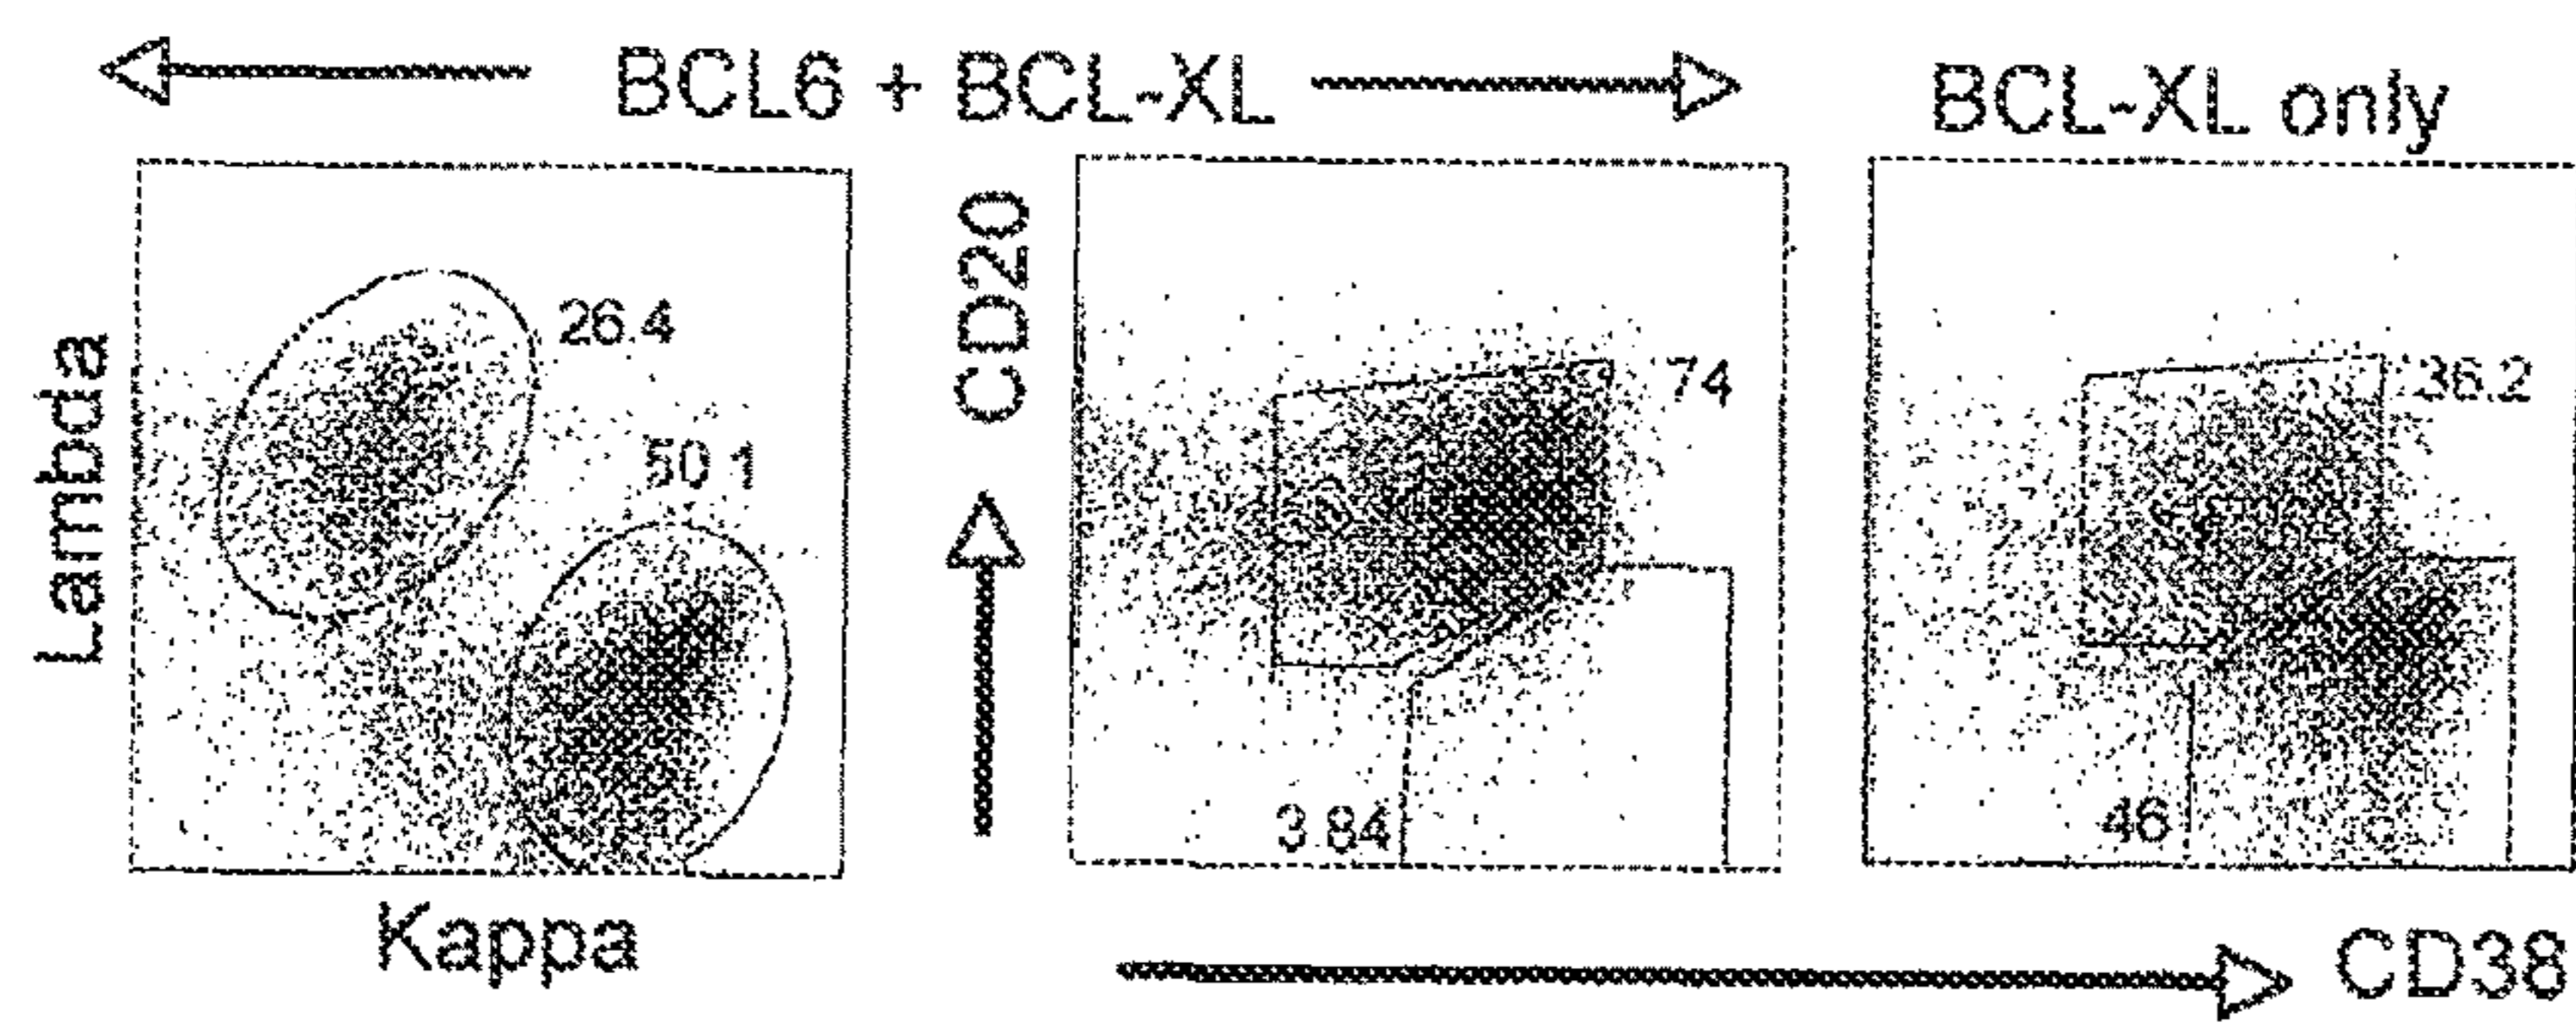 BCL6 + BCL-XL
BCL-XL only
Lambda
26.4
50.1
Kappa
CD20
74
3.84
36.2
46
CD38